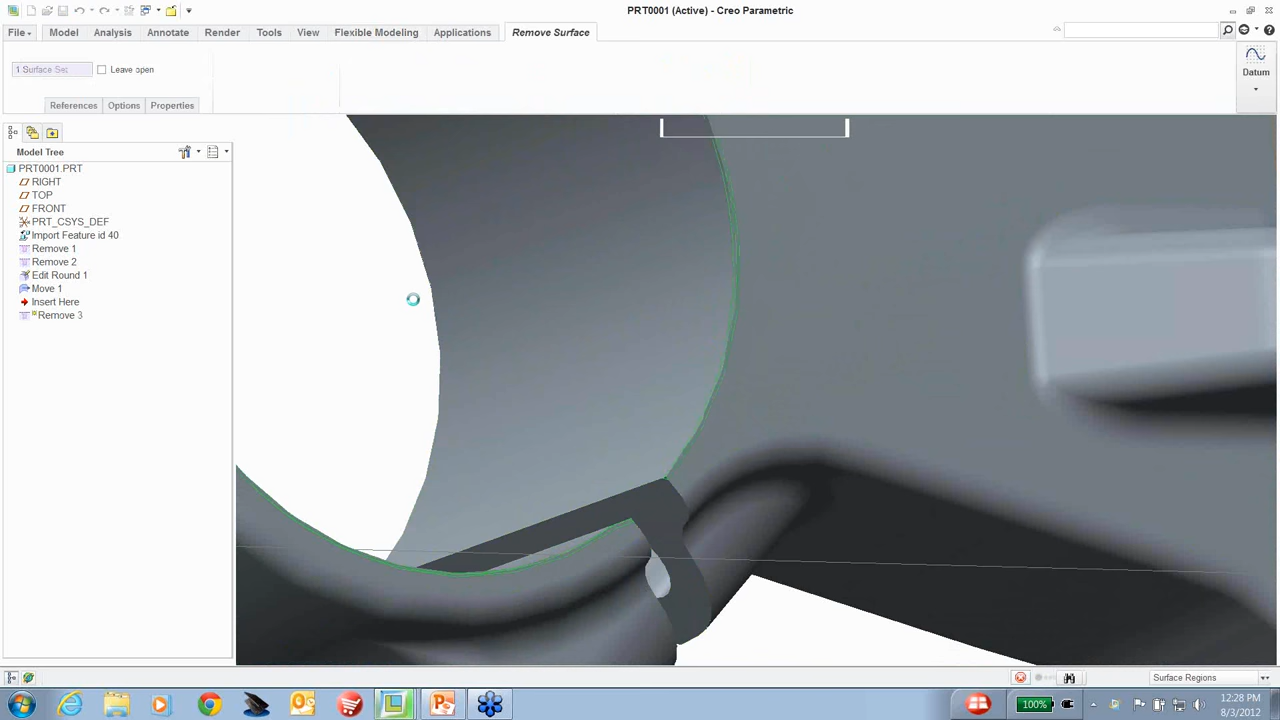 PRT0001 (Active) - Creo Parametric
File Model Analysis Annotate Render Tools View Flexible Modeling Applications Remove Surface
1 Surface Set Leave open
Datum
References Options Properties
Model Tree
PRT0001.PRT
RIGHT
TOP
FRONT
PRT_CSYS_DEF
Import Feature id 40
Remove 1
Remove 2
Edit Round 1
Move 1
Insert Here
Remove 3
Surface Regions
100%
12:28 PM
8/3/2012